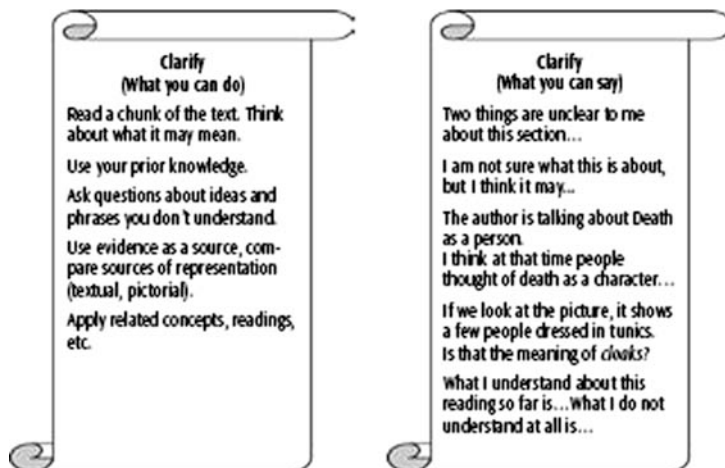 Clarify
(What you can do)
Read a chunk of the text. Think
about what it may mean.
Use your prior knowledge.
Ask questions about ideas and
phrases you don't understand.
Use evidence as a source, com-
pare sources of representation
(textual, pictorial).
Apply related concepts, readings,
etc.
Clarify
(What you can say)
Two things are unclear to me
about this section...
I am not sure what this is about,
but I think it may...
The author is talking about Death
as a person.
I think at that time people
thought of death as a character...
If we look at the picture, it shows
a few people dressed in tunics.
Is that the meaning of cloaks?
What I understand about this
reading so far is...What I do not
understand at all is...